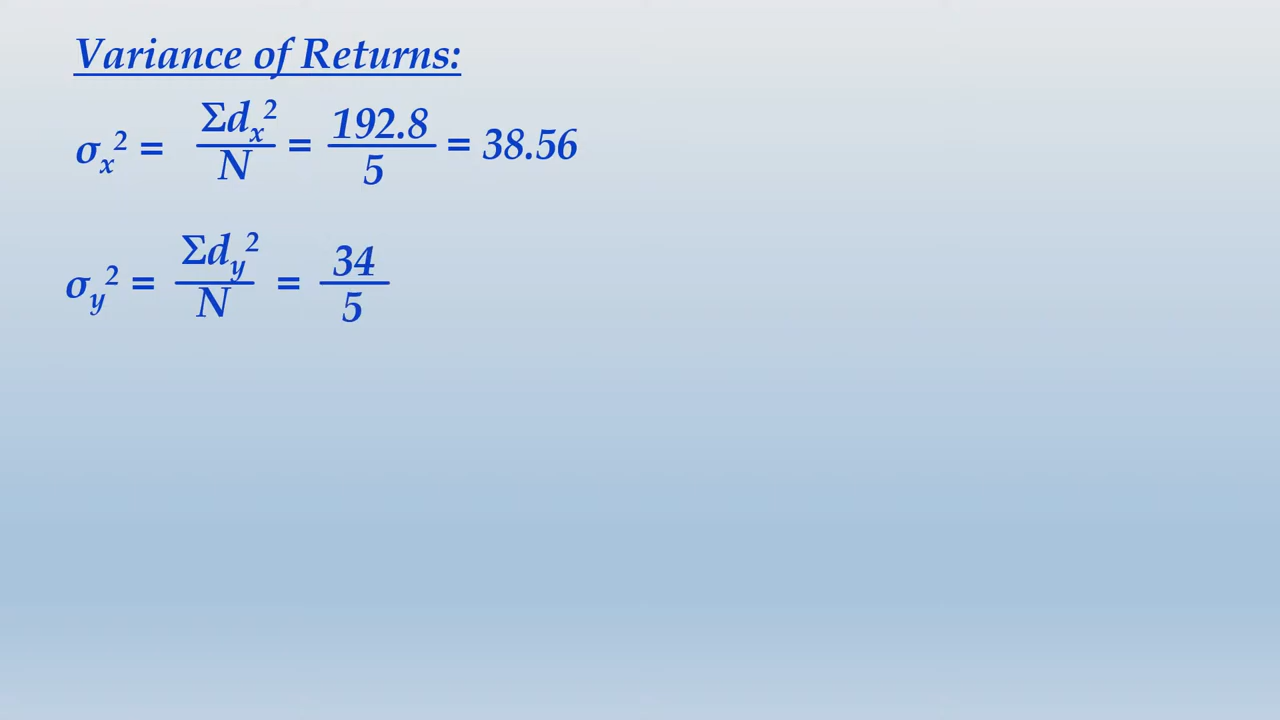 Variance of Returns:
σx² = Σdx² / N = 192.8 / 5 = 38.56
σy² = Σdy² / N = 34 / 5